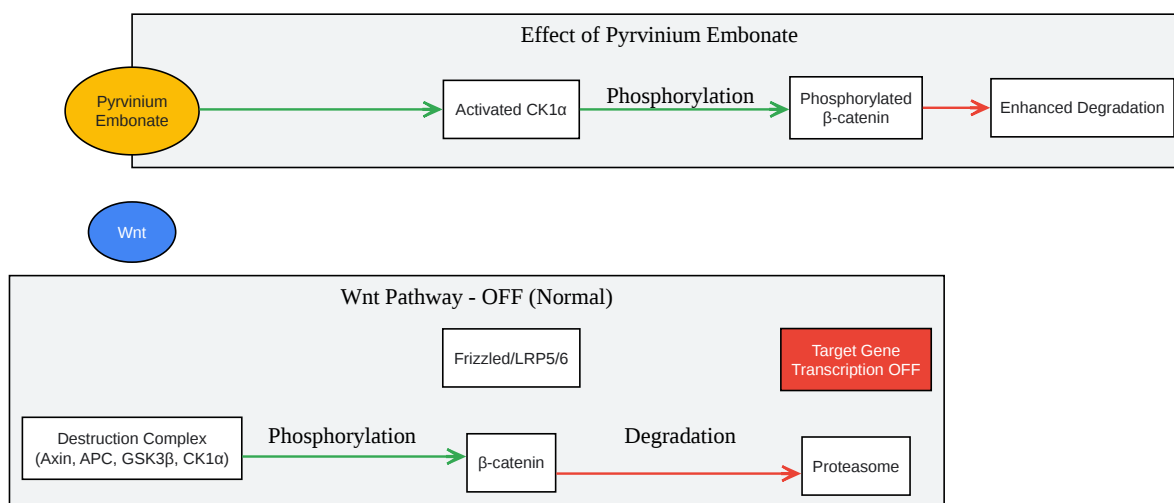 Effect of Pyrvinium Embonate
Pyrvinium
Embonate
Activated CK1α
Phosphorylation
Phosphorylated
β-catenin
Enhanced Degradation
Wnt
Wnt Pathway - OFF (Normal)
Frizzled/LRP5/6
Target Gene
Transcription OFF
Destruction Complex
(Axin, APC, GSK3β, CK1α)
Phosphorylation
β-catenin
Degradation
Proteasome